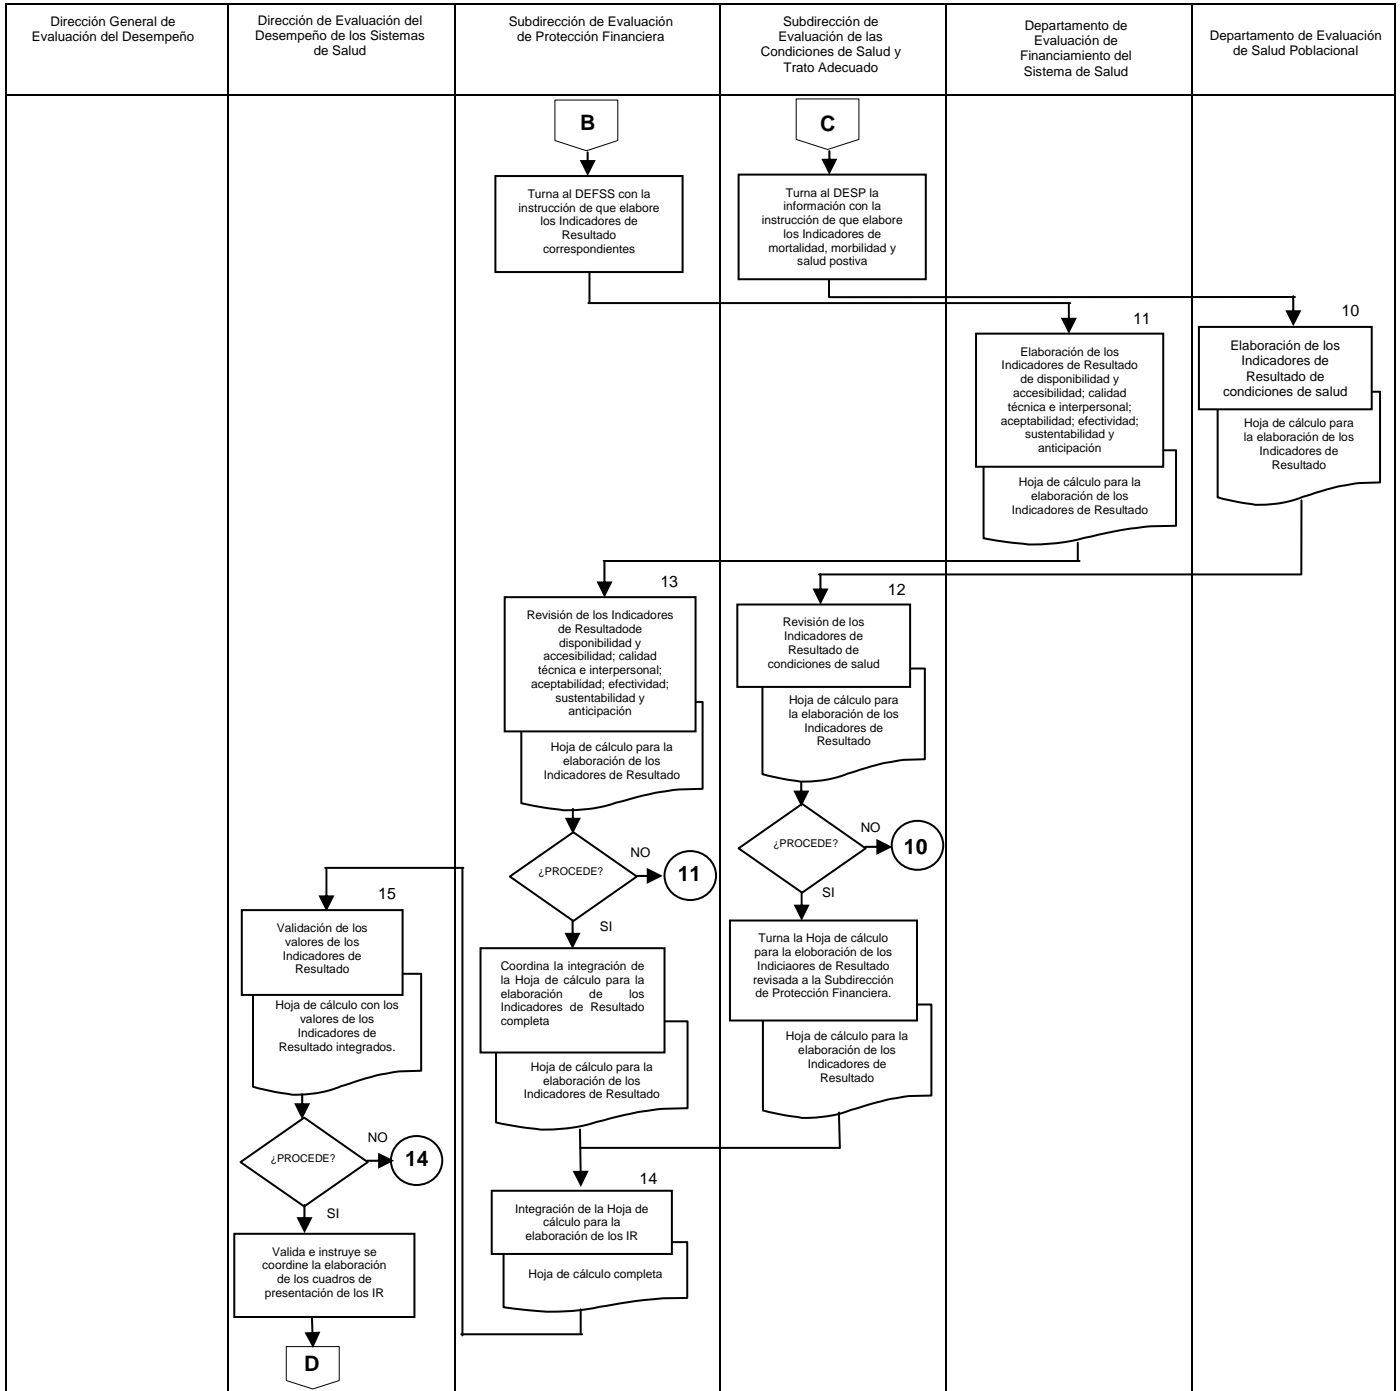 Dirección General de
Evaluación del Desempeño
Dirección de Evaluación del
Desempeño de los Sistemas
de Salud
Subdirección de Evaluación
de Protección Financiera
Subdirección de
Evaluación de las
Condiciones de Salud y
Trato Adecuado
Departamento de
Evaluación de
Financiamiento del
Sistema de Salud
Departamento de Evaluación
de Salud Poblacional
B
C
Turna al DEFSS con la
instrucción de que elabore
los Indicadores de
Resultado
correspondientes
Turna al DESP la
información con la
instrucción de que elabore
los Indicadores de
mortalidad, morbilidad y
salud postiva
11
Elaboración de los
Indicadores de Resultado
de disponibilidad y
accesibilidad; calidad
técnica e interpersonal;
aceptabilidad; efectividad;
sustentabilidad y
anticipación
Hoja de cálculo para la
elaboración de los
Indicadores de Resultado
10
Elaboración de los
Indicadores de
Resultado de
condiciones de salud
Hoja de cálculo para
la elaboración de los
Indicadores de
Resultado
13
Revisión de los Indicadores
de Resultadode
disponibilidad y
accesibilidad; calidad
técnica e interpersonal;
aceptabilidad; efectividad;
sustentabilidad y
anticipación
Hoja de cálculo para la
elaboración de los
Indicadores de Resultado
12
Revisión de los
Indicadores de
Resultado de
condiciones de salud
Hoja de cálculo para
la elaboración de los
Indicadores de
Resultado
¿PROCEDE?
NO
11
SI
¿PROCEDE?
NO
10
SI
Coordina la integración de
la Hoja de cálculo para la
elaboración de los
Indicadores de Resultado
completa
Hoja de cálculo para la
elaboración de los
Indicadores de Resultado
Turna la Hoja de cálculo
para la eloboración de los
Indiciaores de Resultado
revisada a la Subdirección
de Protección Financiera.
Hoja de cálculo para la
elaboración de los
Indicadores de
Resultado
14
Integración de la Hoja de
cálculo para la
elaboración de los IR
Hoja de cálculo completa
15
Validación de los
valores de los
Indicadores de
Resultado
Hoja de cálculo con los
valores de los
Indicadores de
Resultado integrados.
¿PROCEDE?
NO
14
SI
Valida e instruye se
coordine la elaboración
de los cuadros de
presentación de los IR
D